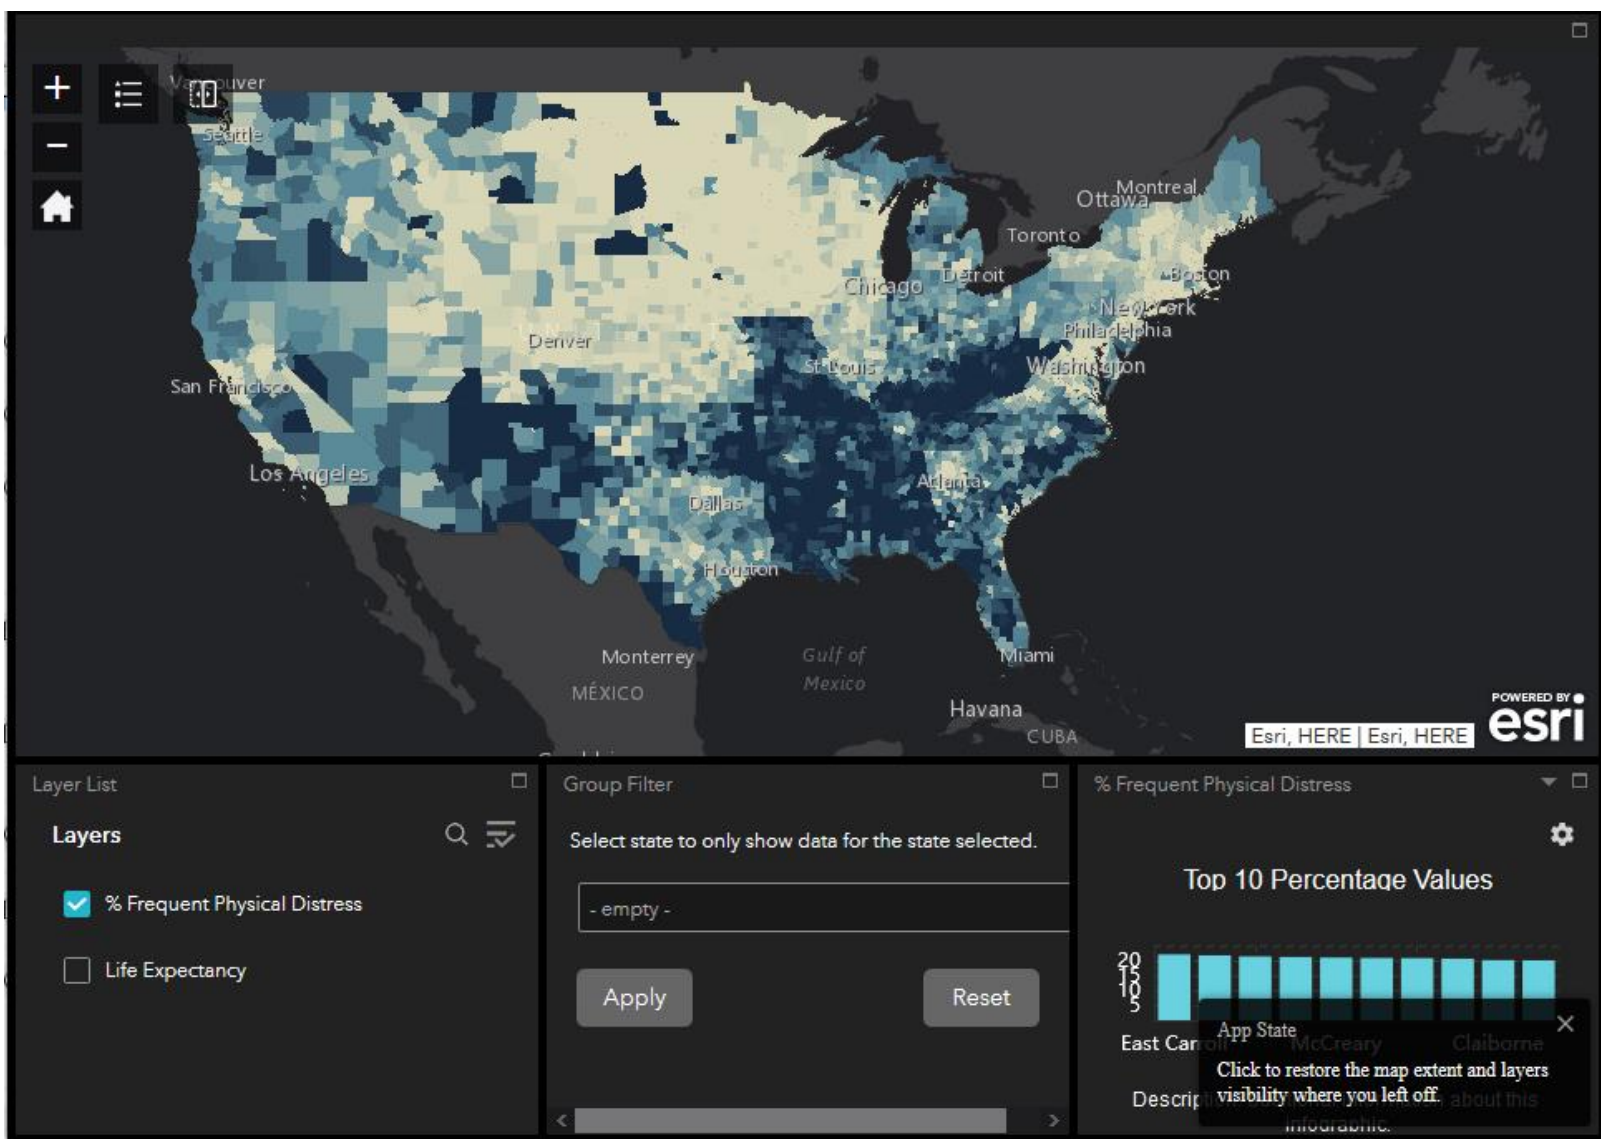 Vancouver
Seattle
Montreal
Ottawa
Toronto
Boston
Detroit
Chicago
New York
Philadelphia
Denver
St Louis
Washington
San Francisco
Los Angeles
Atlanta
Dallas
Houston
Monterrey
Gulf of
Mexico
Miami
MÉXICO
Havana
CUBA
POWERED BY
esri
Esri, HERE | Esri, HERE
Layer List
Layers
% Frequent Physical Distress
Life Expectancy
Group Filter
Select state to only show data for the state selected.
- empty -
Apply
Reset
% Frequent Physical Distress
Top 10 Percentage Values
20
15
10
5
East Carroll
McCreary
Claiborne
App State
Click to restore the map extent and layers
visibility where you left off.
about this
infographic.